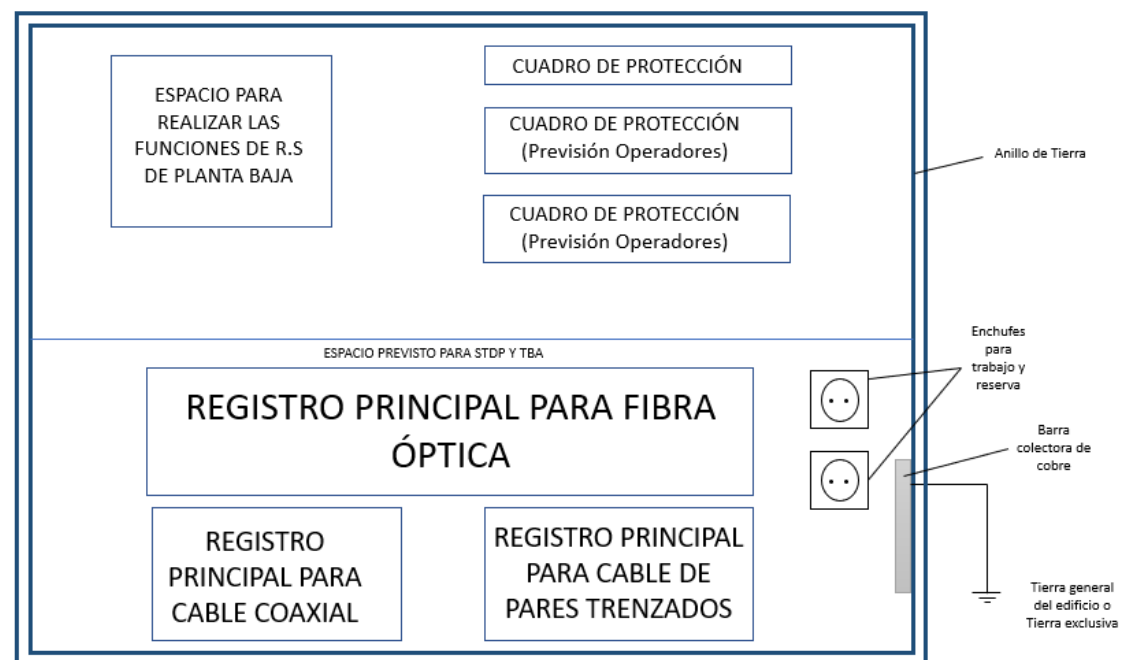 ESPACIO PARA
REALIZAR LAS
FUNCIONES DE R.S
DE PLANTA BAJA
CUADRO DE PROTECCIÓN
CUADRO DE PROTECCIÓN
(Previsión Operadores)
CUADRO DE PROTECCIÓN
(Previsión Operadores)
Anillo de Tierra
ESPACIO PREVISTO PARA STDP Y TBA
REGISTRO PRINCIPAL PARA FIBRA
ÓPTICA
REGISTRO
PRINCIPAL PARA
CABLE COAXIAL
REGISTRO PRINCIPAL
PARA CABLE DE
PARES TRENZADOS
Enchufes
para
trabajo y
reserva
Barra
colectora de
cobre
Tierra general
del edificio o
Tierra exclusiva